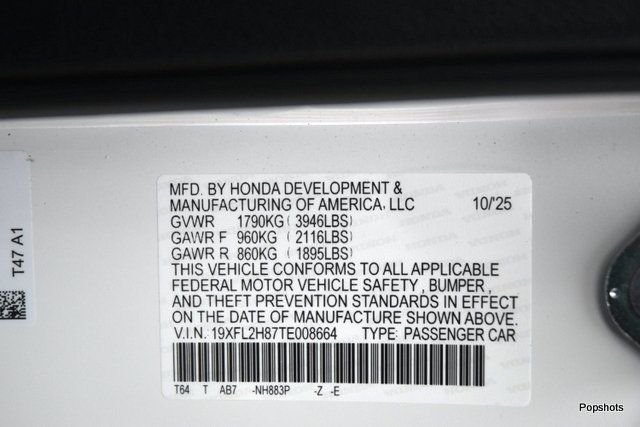 MFD. BY HONDA DEVELOPMENT &
MANUFACTURING OF AMERICA, LLC 10/'25
GVWR 1790KG ( 3946LBS)
GAWR F 960KG ( 2116LBS)
GAWR R 860KG ( 1895LBS)
THIS VEHICLE CONFORMS TO ALL APPLICABLE
FEDERAL MOTOR VEHICLE SAFETY , BUMPER ,
AND THEFT PREVENTION STANDARDS IN EFFECT
ON THE DATE OF MANUFACTURE SHOWN ABOVE.
V.I.N. 19XFL2H87TE008664 TYPE: PASSENGER CAR
T64 T AB7 -NH883P -Z -E
T47 A1
Popshots